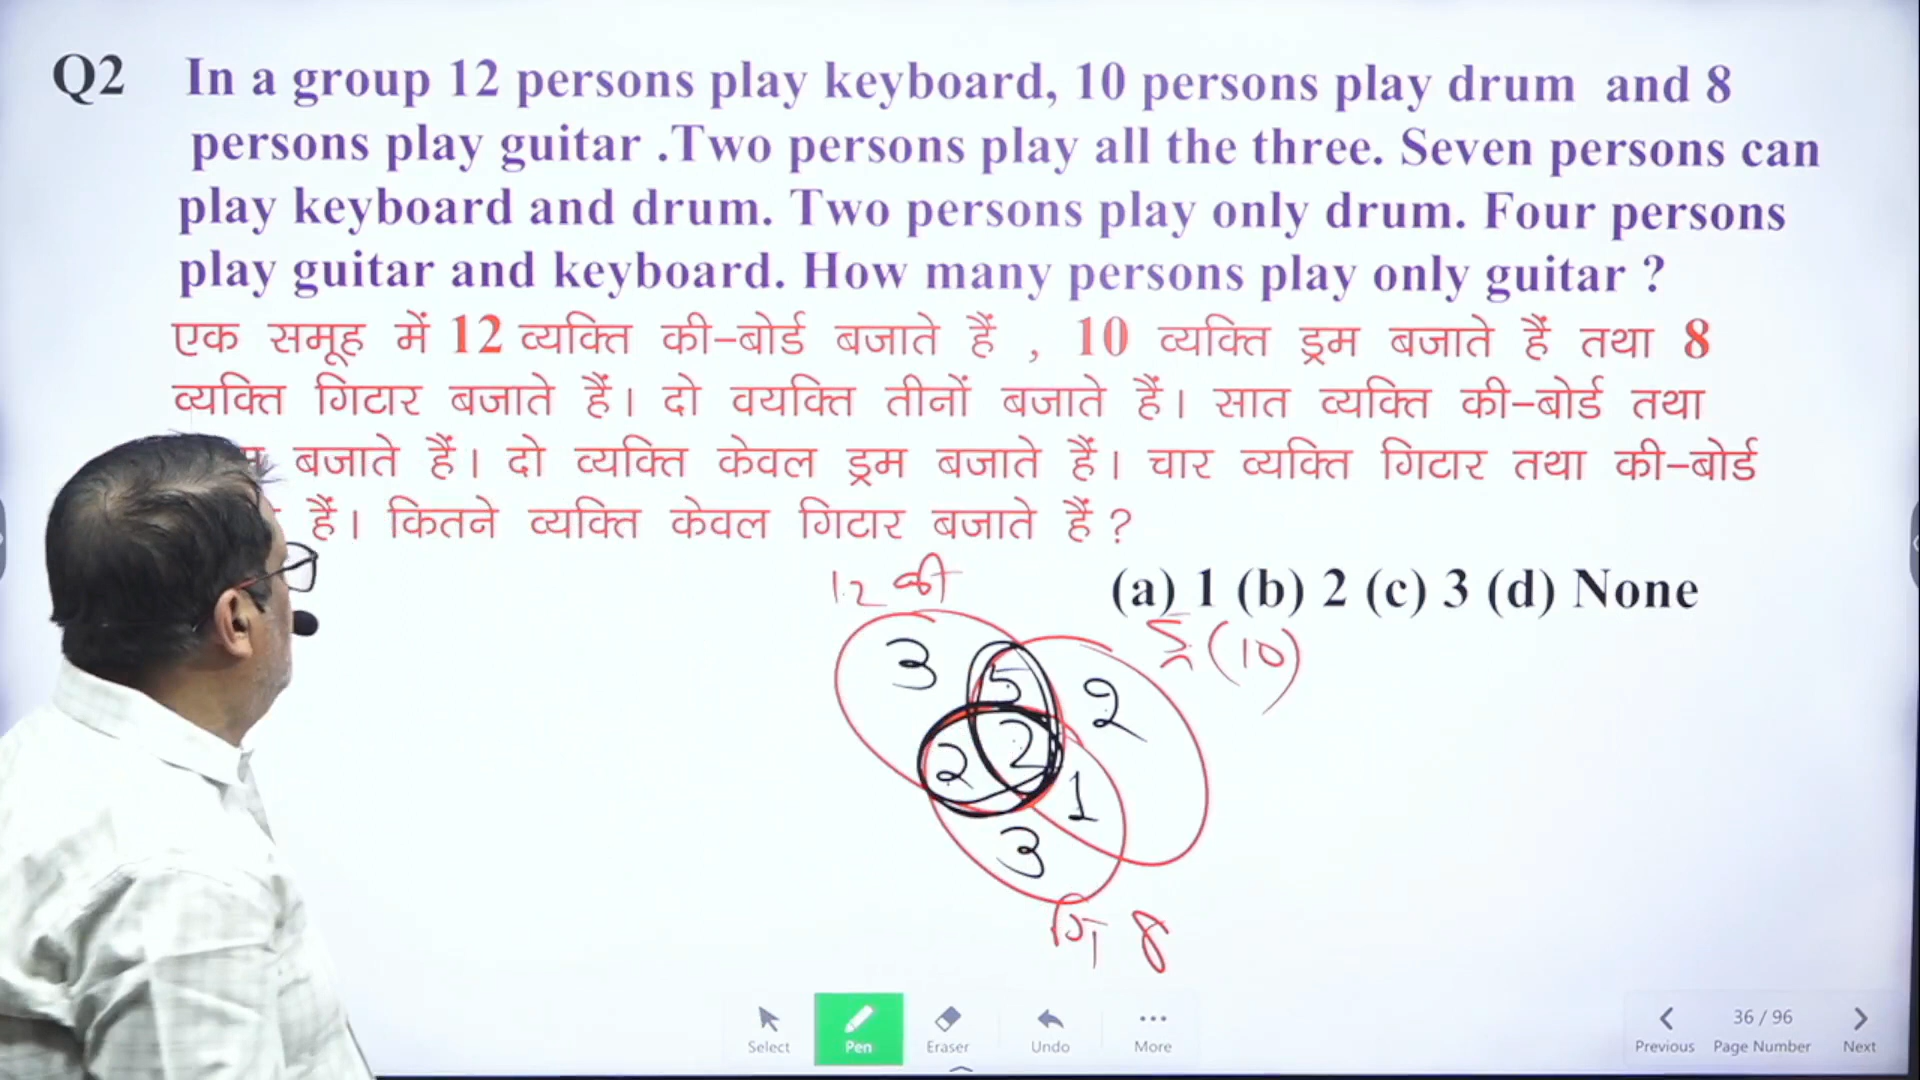 Q2 In a group 12 persons play keyboard, 10 persons play drum and 8
persons play guitar .Two persons play all the three. Seven persons can
play keyboard and drum. Two persons play only drum. Four persons
play guitar and keyboard. How many persons play only guitar ?
एक समूह में 12 व्यक्ति की-बोर्ड बजाते हैं , 10 व्यक्ति ड्रम बजाते हैं तथा 8
व्यक्ति गिटार बजाते हैं। दो वयक्ति तीनों बजाते हैं। सात व्यक्ति की-बोर्ड तथा
बजाते हैं। दो व्यक्ति केवल ड्रम बजाते हैं। चार व्यक्ति गिटार तथा की-बोर्ड
हैं। कितने व्यक्ति केवल गिटार बजाते हैं ?
(a) 1 (b) 2 (c) 3 (d) None
12 की
ड्र (10)
3 5 2
2 2 1
3
गि 8
Select Pen Eraser Undo More
36 / 96
Previous Page Number Next